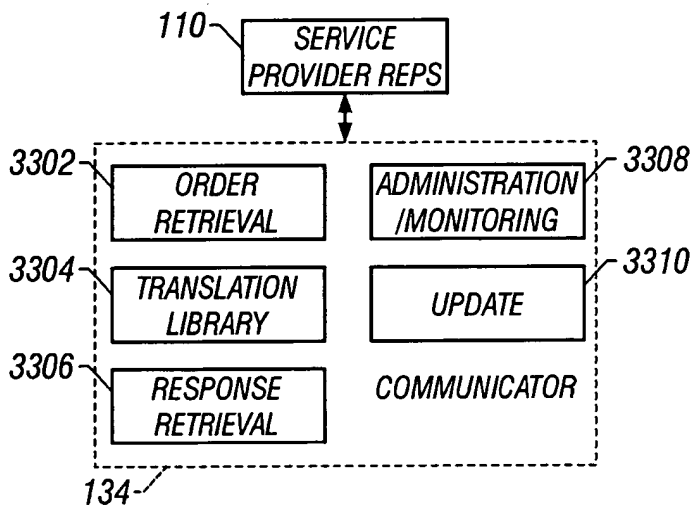 110
SERVICE
PROVIDER REPS
3302
ORDER
RETRIEVAL
ADMINISTRATION
/MONITORING
3308
3304
TRANSLATION
LIBRARY
UPDATE
3310
3306
RESPONSE
RETRIEVAL
COMMUNICATOR
134